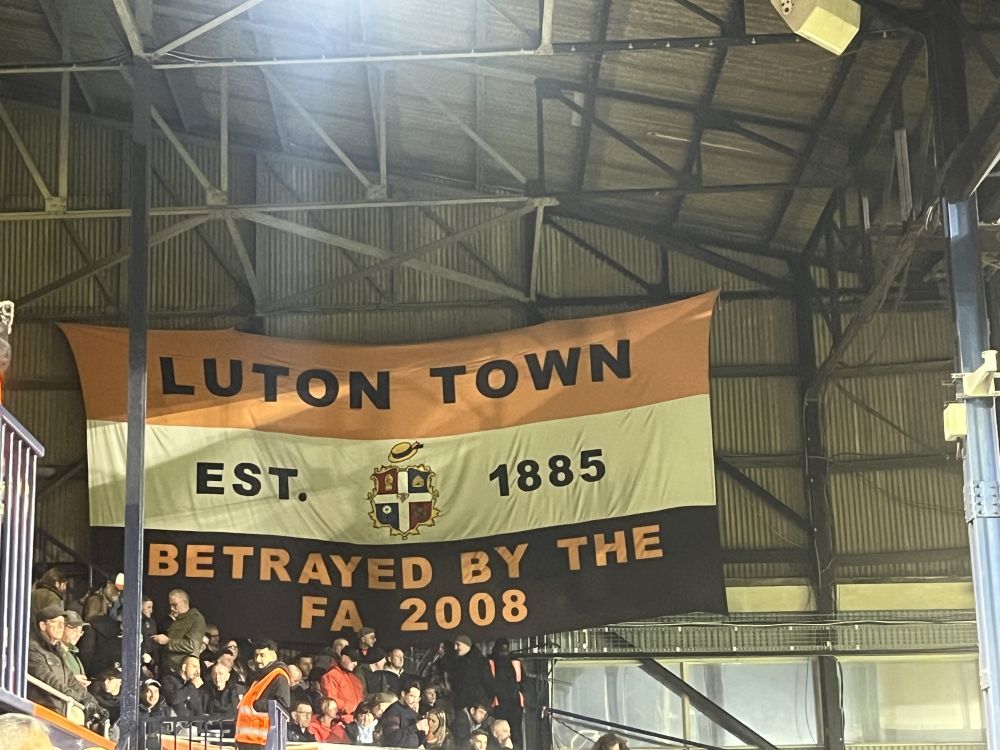 LUTON TOWN
EST. 1885
BETRAYED BY THE
FA 2008